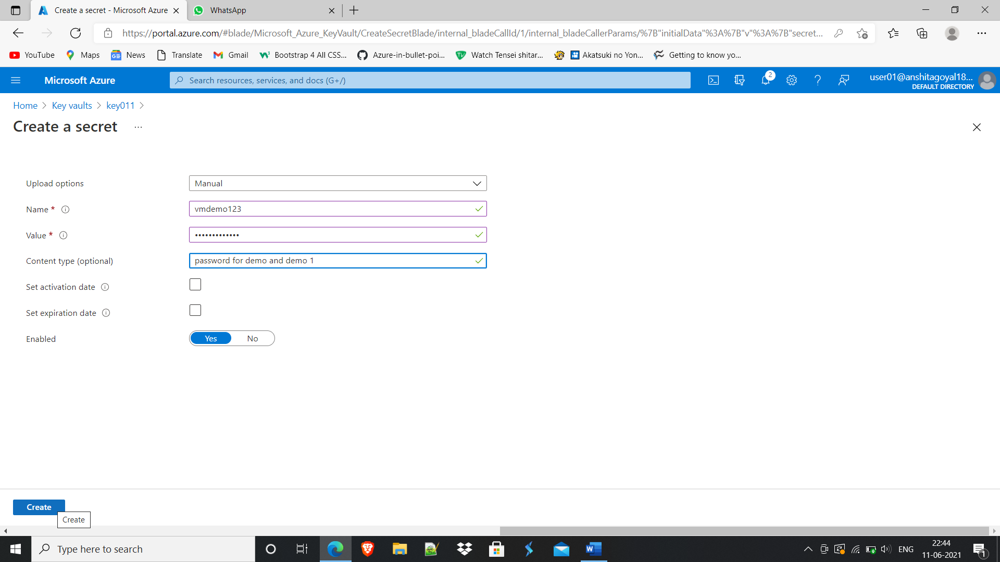 Create a secret - Microsoft Azure
WhatsApp
https://portal.azure.com/#blade/Microsoft_Azure_KeyVault/CreateSecretBlade/internal_bladeCallId/1/internal_bladeCallerParams/%7B"initialData"%3A%7B"v"%3A%7B"secret...
YouTube
Maps
News
Translate
Gmail
Bootstrap 4 All CSS...
Azure-in-bullet-poi...
Watch Tensei shitar...
Akatsuki no Yon...
Getting to know yo...
Microsoft Azure
Search resources, services, and docs (G+/)
2
user01@anshitagoyal18...
DEFAULT DIRECTORY
Home > Key vaults > key011 >
Create a secret ...
Upload options
Manual
Name *
vmdemo123
Value *
•••••••••••••
Content type (optional)
password for demo and demo 1
Set activation date
Set expiration date
Enabled
Yes No
Create
Create
Type here to search
ENG
22:44
11-06-2021
1